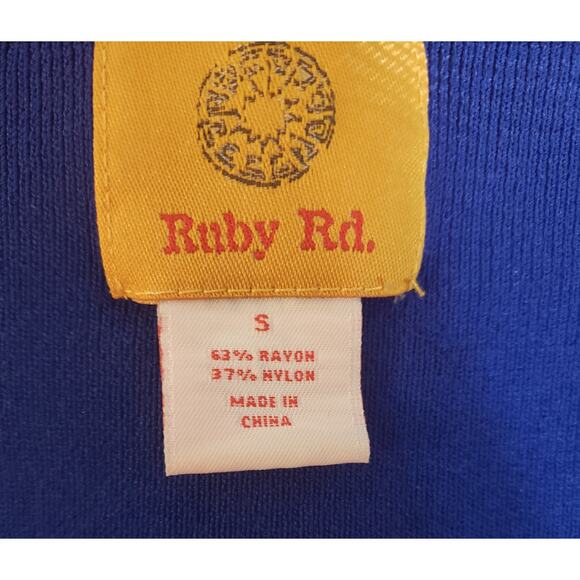 Ruby Rd.
S
63% RAYON
37% NYLON
MADE IN
CHINA